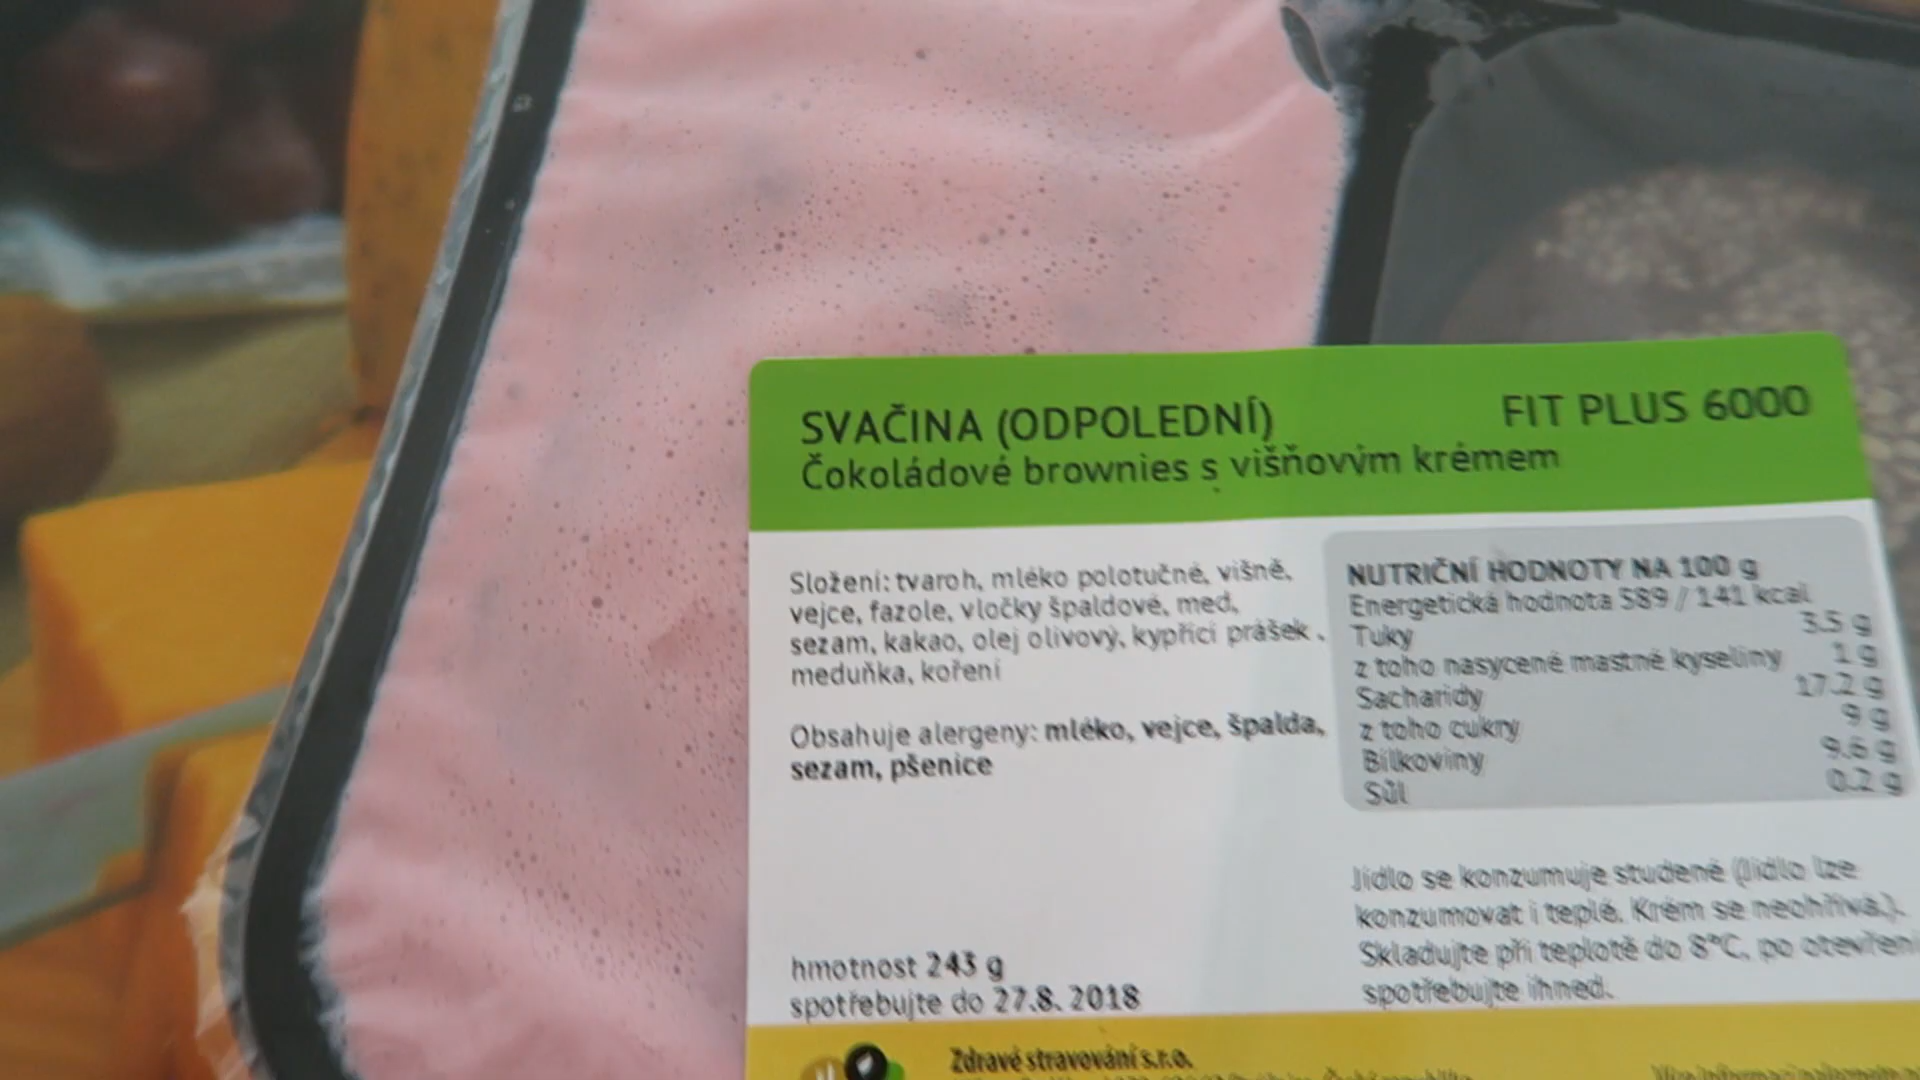 SVAČINA (ODPOLEDNÍ) FIT PLUS 6000
Čokoládové brownies s višňovým krémem
Složení: tvaroh, mléko polotučné, višně,
vejce, fazole, vločky špaldové, med,
sezam, kakao, olej olivový, kypřící prášek,
meduňka, koření
Obsahuje alergeny: mléko, vejce, špalda,
sezam, pšenice
hmotnost 243 g
spotřebujte do 27.8. 2018
NUTRIČNÍ HODNOTY NA 100 g
Energetická hodnota 589 / 141 kcal
Tuky 3.5 g
z toho nasycené mastné kyseliny 1 g
Sacharidy 17.2 g
z toho cukry 9 g
Bílkoviny 9.6 g
Sůl 0.2 g
Jídlo se konzumuje studené (Jídlo lze
konzumovat i teplé. Krém se neohřívá.).
Skladujte při teplotě do 8°C, po otevření
spotřebujte ihned.
Zdravé stravování s.r.o.